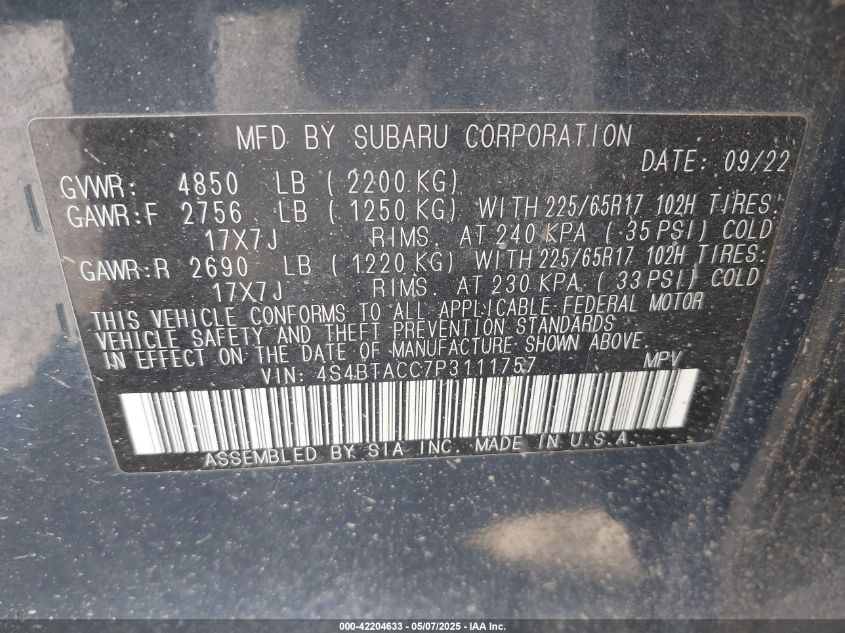 MFD BY SUBARU CORPORATION
DATE: 09/22
GVWR: 4850 LB ( 2200 KG)
GAWR:F 2756 LB ( 1250 KG) WITH 225/65R17 102H TIRES.
17X7J RIMS. AT 240 KPA ( 35 PSI) COLD
GAWR:R 2690 LB ( 1220 KG) WITH 225/65R17 102H TIRES.
17X7J RIMS. AT 230 KPA ( 33 PSI) COLD
THIS VEHICLE CONFORMS TO ALL APPLICABLE FEDERAL MOTOR
VEHICLE SAFETY AND THEFT PREVENTION STANDARDS
IN EFFECT ON THE DATE OF MANUFACTURE SHOWN ABOVE.
VIN: 4S4BTACC7P3111757 MPV
ASSEMBLED BY SIA INC. MADE IN U.S.A.
000-42204633 - 05/07/2025 - IAA Inc.